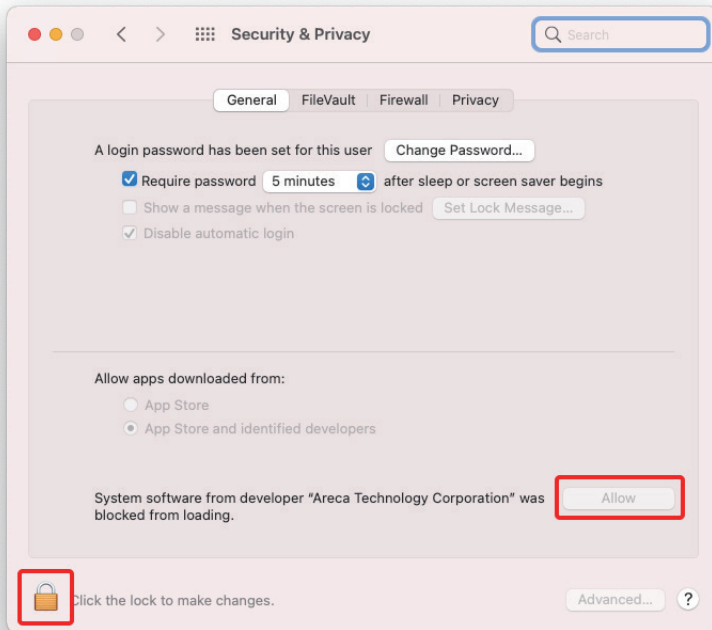 Security & Privacy
Search
General FileVault Firewall Privacy
A login password has been set for this user Change Password...
Require password 5 minutes after sleep or screen saver begins
Show a message when the screen is locked Set Lock Message...
Disable automatic login
Allow apps downloaded from:
App Store
App Store and identified developers
System software from developer “Areca Technology Corporation” was Allow
blocked from loading.
Click the lock to make changes. Advanced... ?